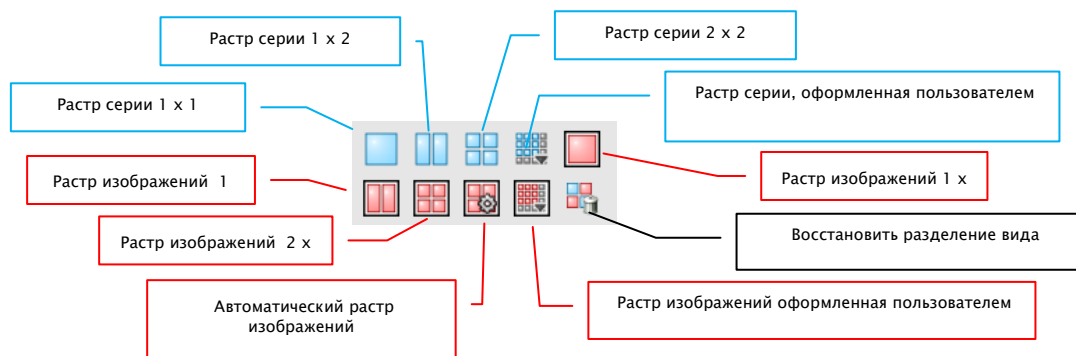 Растр серии 1 x 2
Растр серии 2 x 2
Растр серии 1 x 1
Растр серии, оформленная пользователем
Растр изображений 1
Растр изображений 1 x
Растр изображений 2 x
Восстановить разделение вида
Автоматический растр
изображений
Растр изображений оформленная пользователем